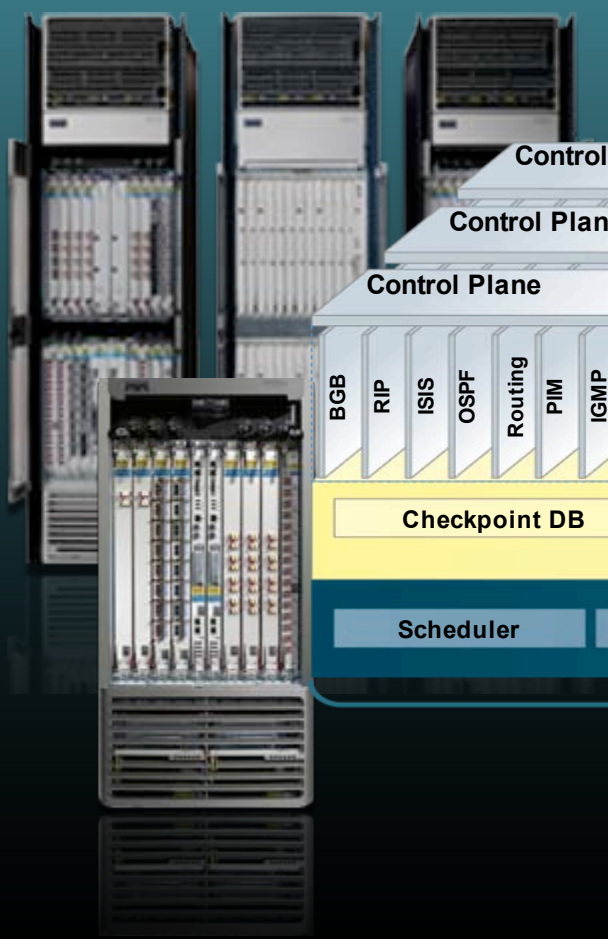 Control
Control Plan
Control Plane
BGB
RIP
ISIS
OSPF
Routing
PIM
IGMP
Checkpoint DB
Scheduler